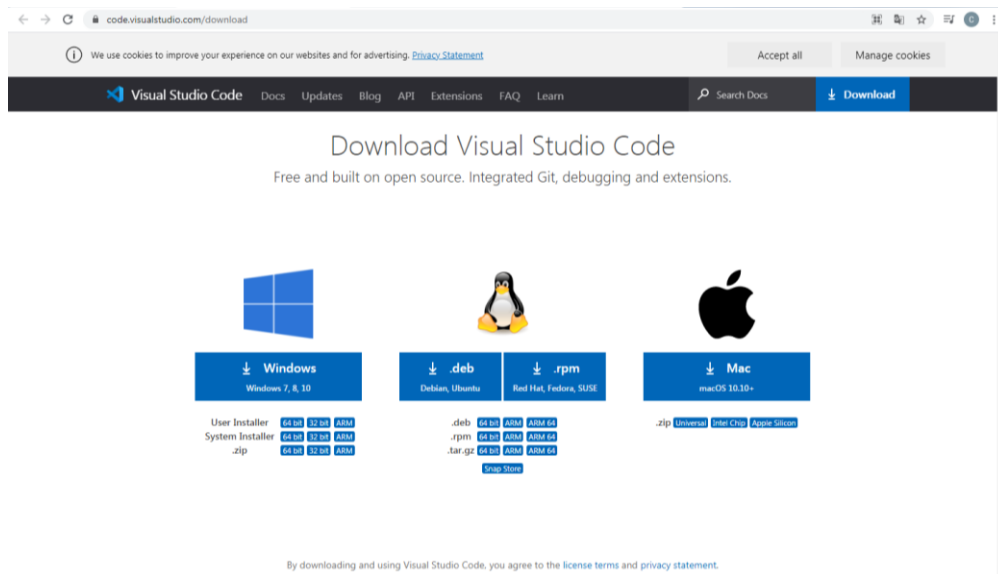 code.visualstudio.com/download
We use cookies to improve your experience on our websites and for advertising. Privacy Statement Accept all Manage cookies
Visual Studio Code Docs Updates Blog API Extensions FAQ Learn Search Docs Download
Download Visual Studio Code
Free and built on open source. Integrated Git, debugging and extensions.
Windows
Windows 7, 8, 10
User Installer 64 bit 32 bit ARM
System Installer 64 bit 32 bit ARM
.zip 64 bit 32 bit ARM
.deb
Debian, Ubuntu
.rpm
Red Hat, Fedora, SUSE
.deb 64 bit ARM ARM 64
.rpm 64 bit ARM ARM 64
.tar.gz 64 bit ARM ARM 64
Snap Store
Mac
macOS 10.10+
.zip Universal Intel Chip Apple Silicon
By downloading and using Visual Studio Code, you agree to the license terms and privacy statement.